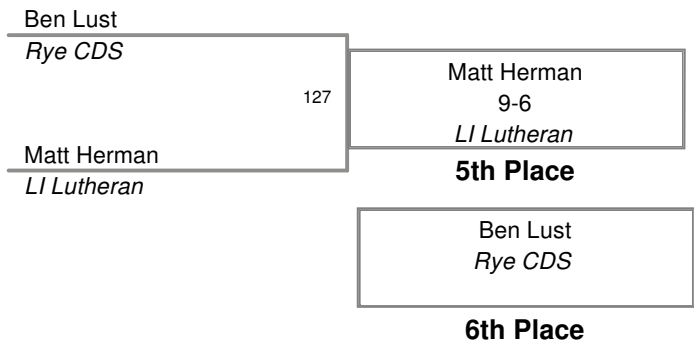 Ben Lust
Rye CDS
127
Matt Herman
LI Lutheran
Matt Herman
9-6
LI Lutheran
5th Place
Ben Lust
Rye CDS
6th Place